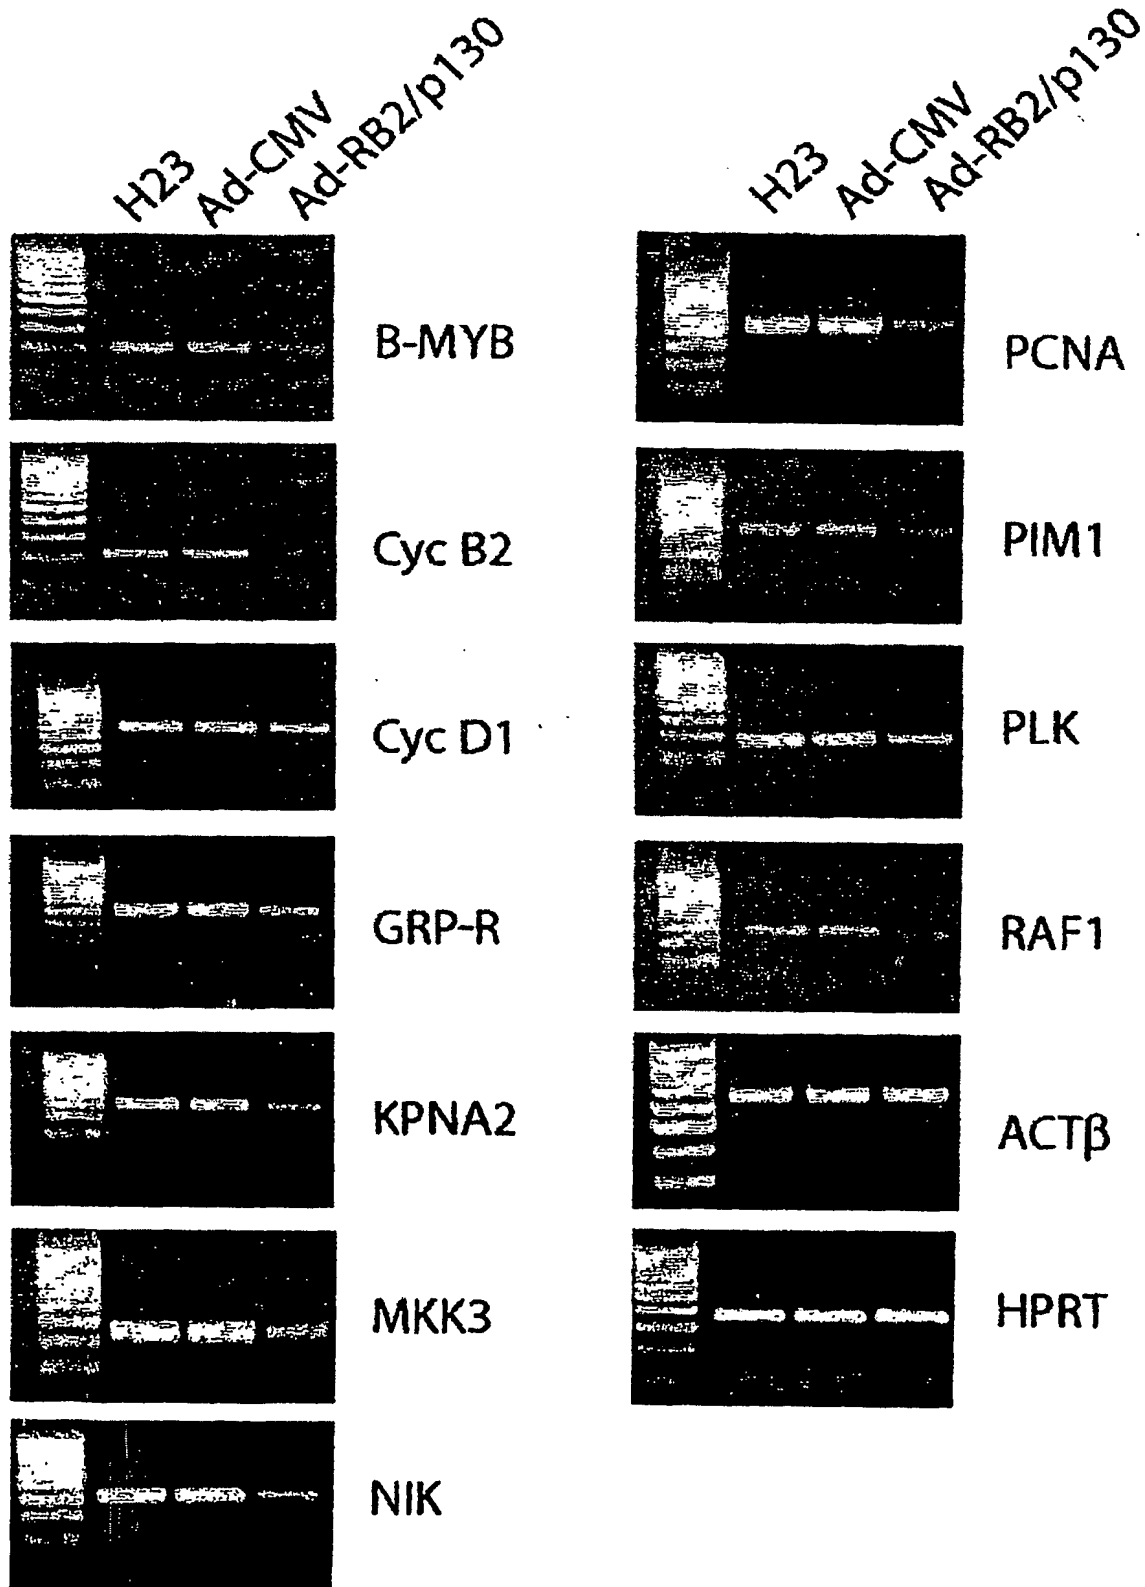 H23 Ad-CMV Ad-RB2/p130
B-MYB
Cyc B2
Cyc D1
GRP-R
KPNA2
MKK3
NIK
H23 Ad-CMV Ad-RB2/p130
PCNA
PIM1
PLK
RAF1
ACTβ
HPRT